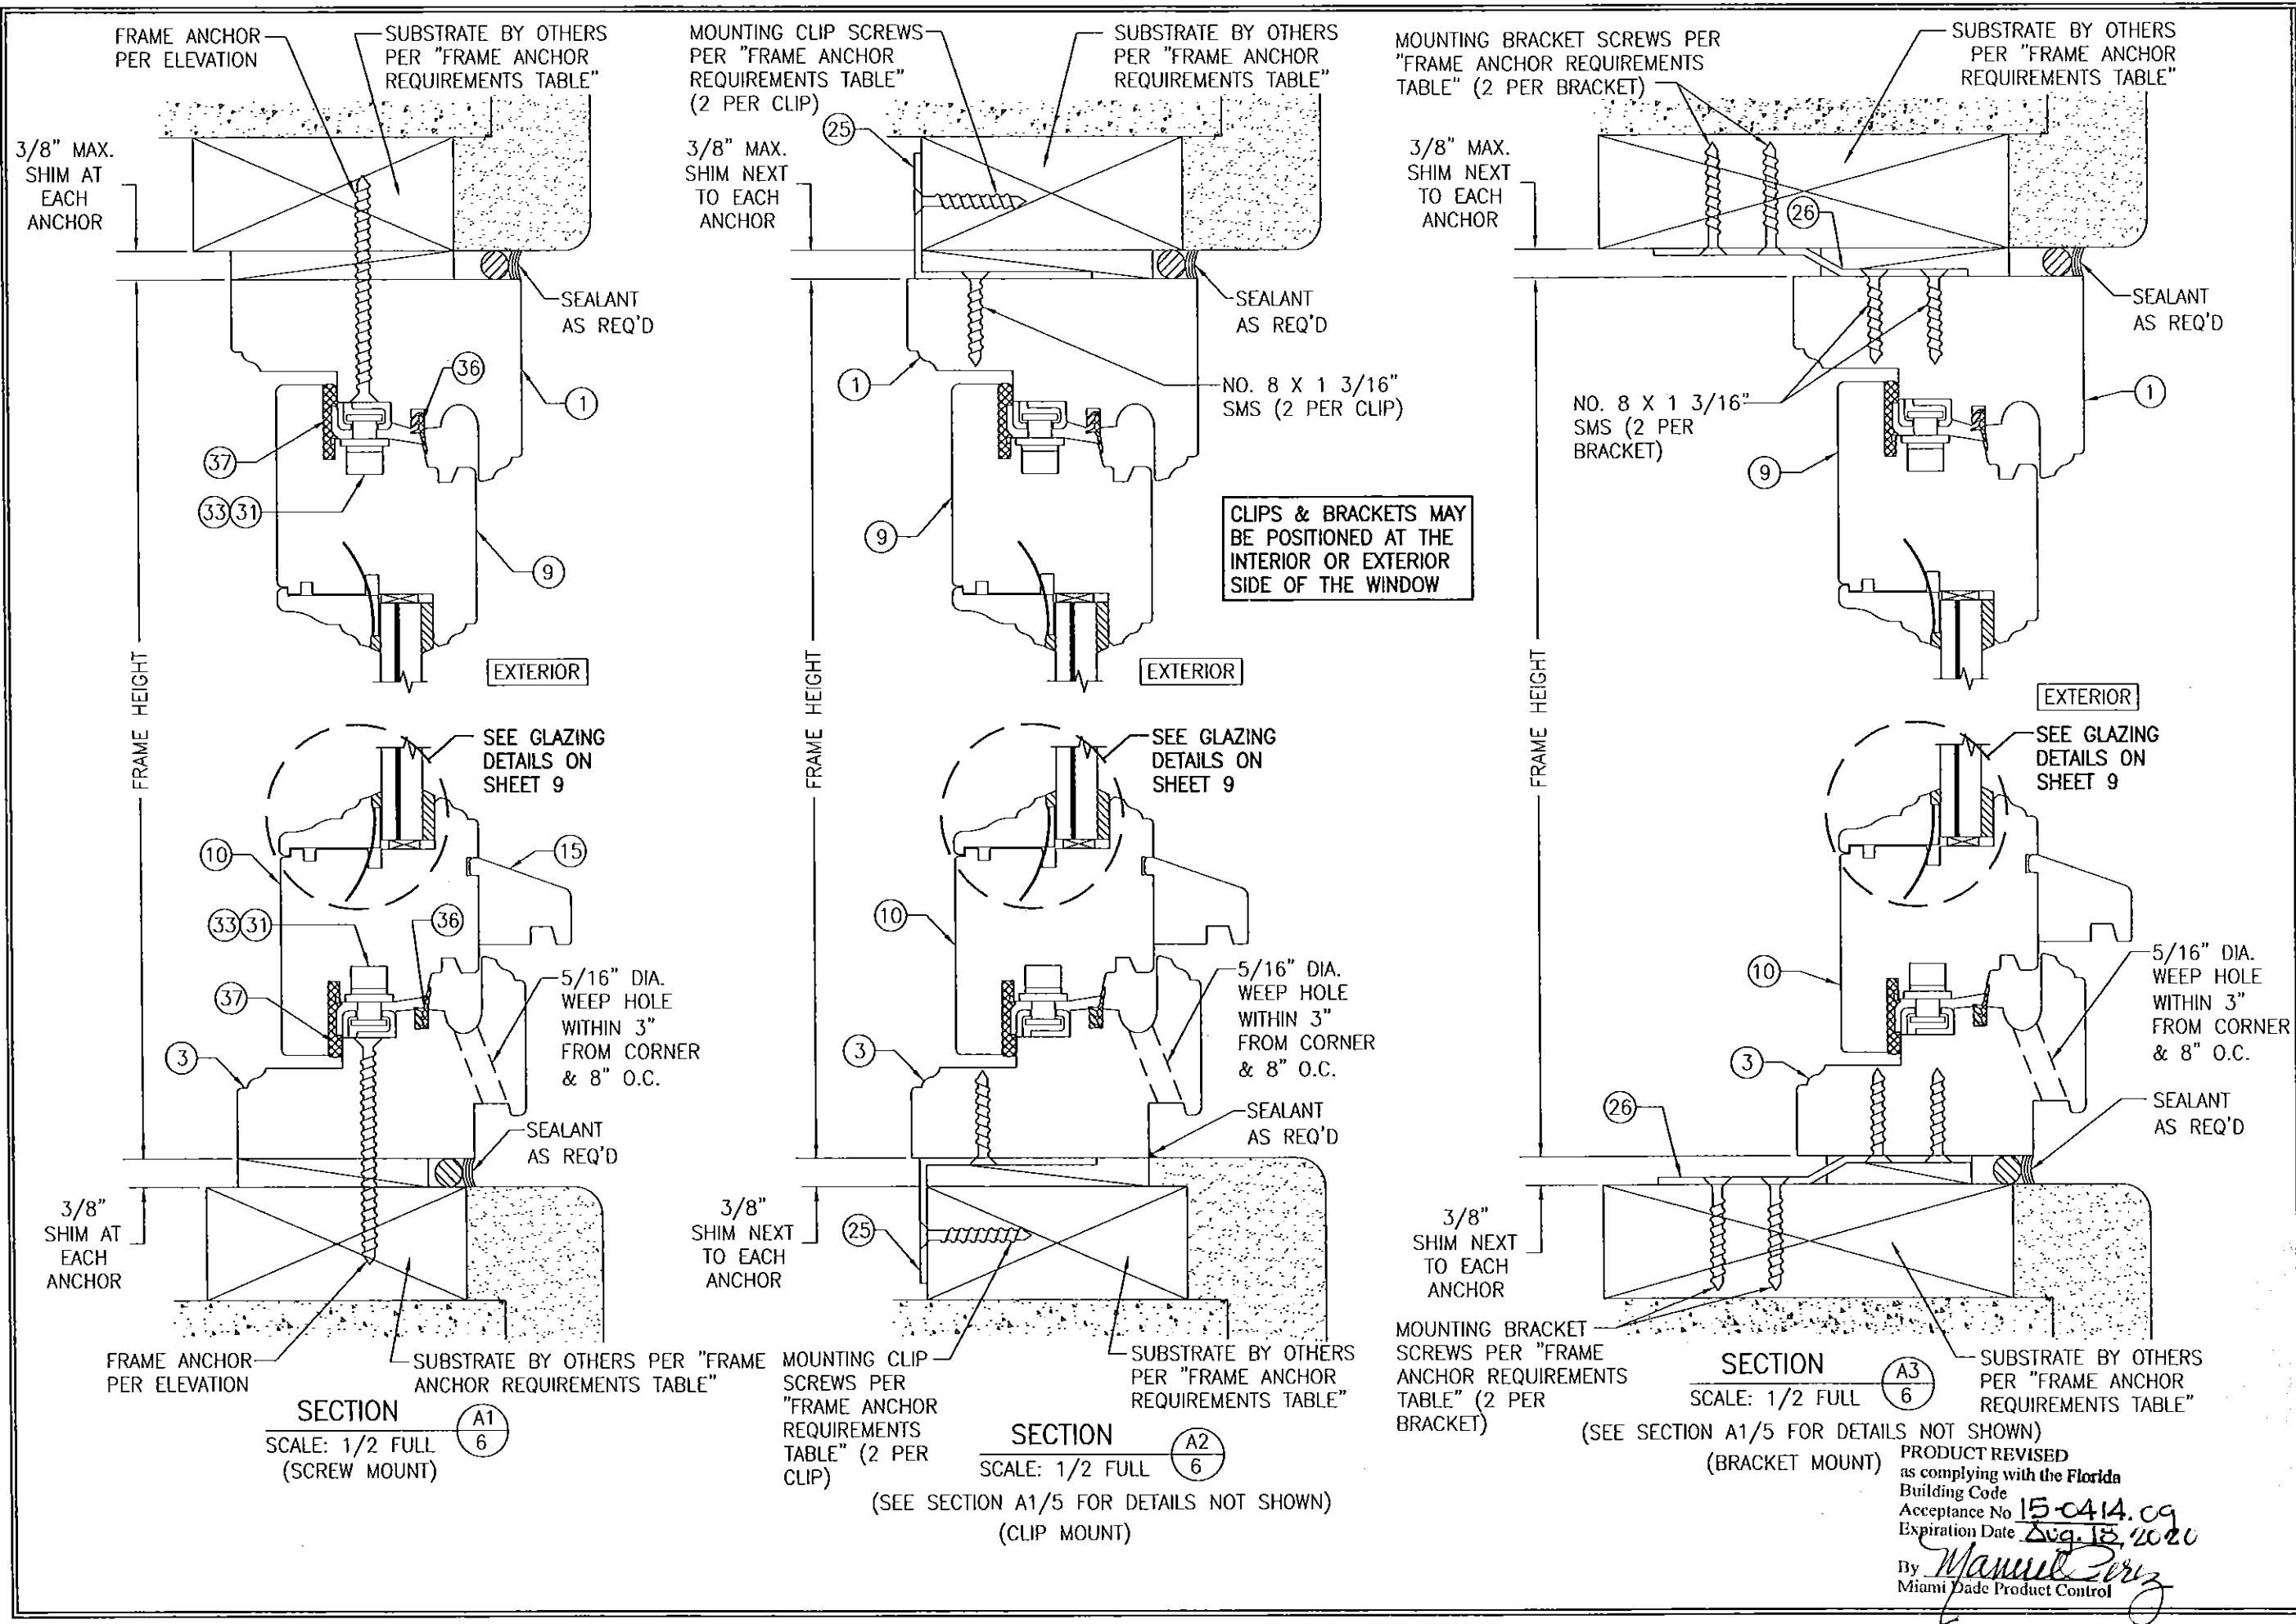 FRAME ANCHOR
PER ELEVATION
SUBSTRATE BY OTHERS
PER "FRAME ANCHOR
REQUIREMENTS TABLE"
3/8" MAX.
SHIM AT
EACH
ANCHOR
SEALANT
AS REQ'D
36
1
37
33 31
9
FRAME HEIGHT
EXTERIOR
SEE GLAZING
DETAILS ON
SHEET 9
10
15
33 31
36
37
5/16" DIA.
WEEP HOLE
WITHIN 3"
FROM CORNER
& 8" O.C.
3
SEALANT
AS REQ'D
3/8"
SHIM AT
EACH
ANCHOR
FRAME ANCHOR
PER ELEVATION
SUBSTRATE BY OTHERS PER "FRAME
ANCHOR REQUIREMENTS TABLE"
SECTION
A1
6
SCALE: 1/2 FULL
(SCREW MOUNT)
MOUNTING CLIP SCREWS
PER "FRAME ANCHOR
REQUIREMENTS TABLE"
(2 PER CLIP)
SUBSTRATE BY OTHERS
PER "FRAME ANCHOR
REQUIREMENTS TABLE"
25
3/8" MAX.
SHIM NEXT
TO EACH
ANCHOR
SEALANT
AS REQ'D
1
NO. 8 X 1 3/16"
SMS (2 PER CLIP)
9
CLIPS & BRACKETS MAY
BE POSITIONED AT THE
INTERIOR OR EXTERIOR
SIDE OF THE WINDOW
FRAME HEIGHT
EXTERIOR
SEE GLAZING
DETAILS ON
SHEET 9
10
5/16" DIA.
WEEP HOLE
WITHIN 3"
FROM CORNER
& 8" O.C.
3
SEALANT
AS REQ'D
3/8"
SHIM NEXT
TO EACH
ANCHOR
25
MOUNTING CLIP
SCREWS PER
"FRAME ANCHOR
REQUIREMENTS
TABLE" (2 PER
CLIP)
SUBSTRATE BY OTHERS
PER "FRAME ANCHOR
REQUIREMENTS TABLE"
SECTION
A2
6
SCALE: 1/2 FULL
(SEE SECTION A1/5 FOR DETAILS NOT SHOWN)
(CLIP MOUNT)
MOUNTING BRACKET SCREWS PER
"FRAME ANCHOR REQUIREMENTS
TABLE" (2 PER BRACKET)
SUBSTRATE BY OTHERS
PER "FRAME ANCHOR
REQUIREMENTS TABLE"
3/8" MAX.
SHIM NEXT
TO EACH
ANCHOR
26
SEALANT
AS REQ'D
NO. 8 X 1 3/16"
SMS (2 PER
BRACKET)
1
9
FRAME HEIGHT
EXTERIOR
SEE GLAZING
DETAILS ON
SHEET 9
10
5/16" DIA.
WEEP HOLE
WITHIN 3"
FROM CORNER
& 8" O.C.
3
26
SEALANT
AS REQ'D
3/8"
SHIM NEXT
TO EACH
ANCHOR
MOUNTING BRACKET
SCREWS PER "FRAME
ANCHOR REQUIREMENTS
TABLE" (2 PER
BRACKET)
SUBSTRATE BY OTHERS
PER "FRAME ANCHOR
REQUIREMENTS TABLE"
SECTION
A3
6
SCALE: 1/2 FULL
(SEE SECTION A1/5 FOR DETAILS NOT SHOWN)
(BRACKET MOUNT)
PRODUCT REVISED
as complying with the Florida
Building Code
Acceptance No 15-0414.09
Expiration Date Aug. 18, 2020
By Manuel Perez
Miami Dade Product Control